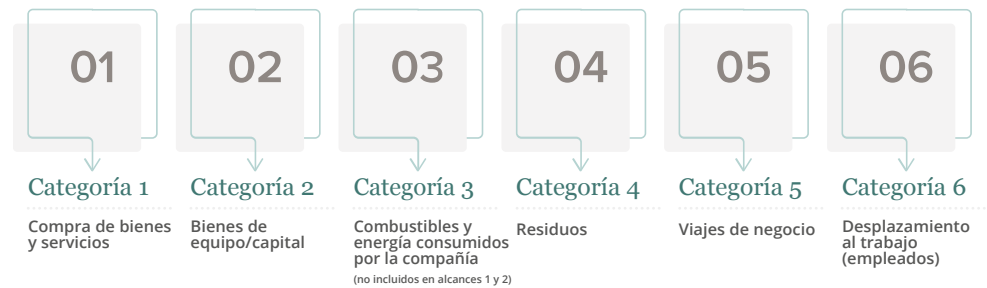 01
Categoría 1
Compra de bienes
y servicios
02
Categoría 2
Bienes de
equipo/capital
03
Categoría 3
Combustibles y
energía consumidos
por la compañía
(no incluidos en alcances 1 y 2)
04
Categoría 4
Residuos
05
Categoría 5
Viajes de negocio
06
Categoría 6
Desplazamiento
al trabajo
(empleados)